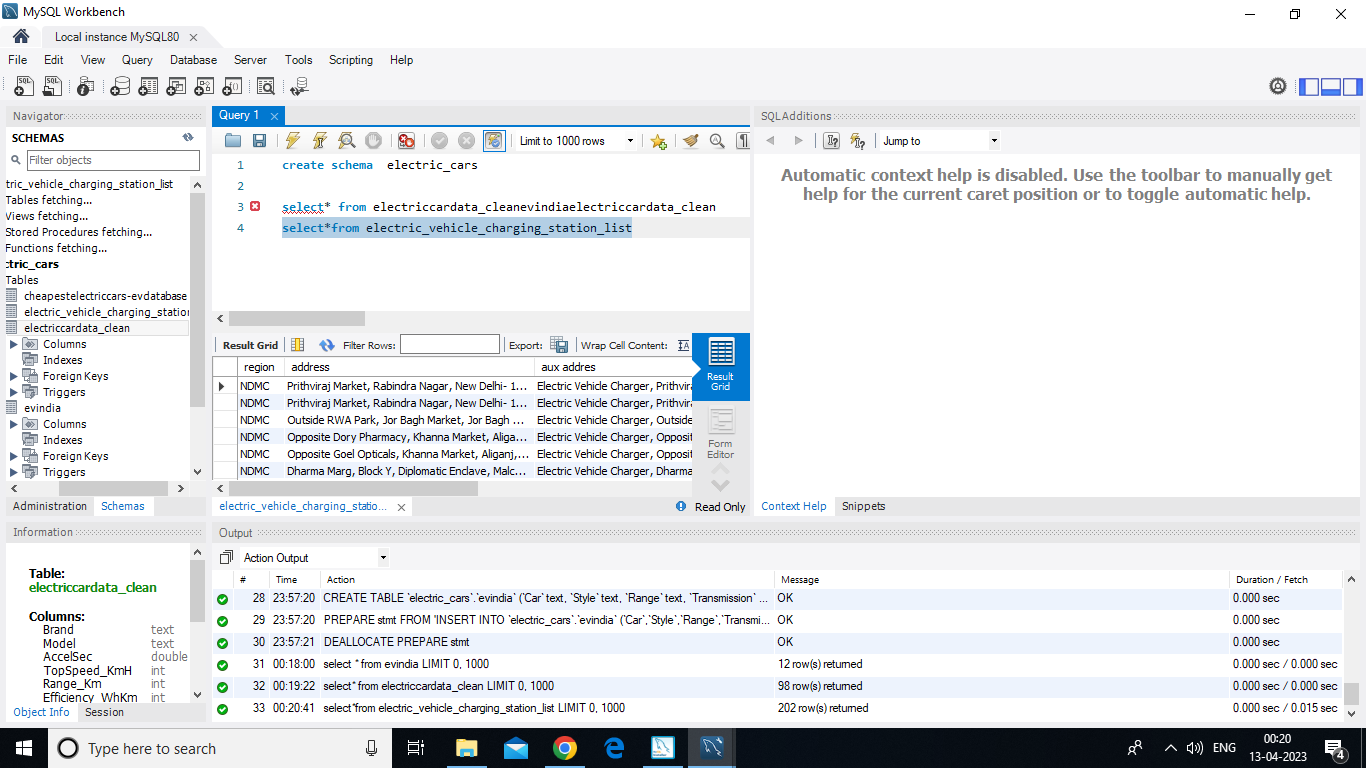 MySQL Workbench
Local instance MySQL80
File Edit View Query Database Server Tools Scripting Help
Navigator
SCHEMAS
Filter objects
tric_vehicle_charging_station_list
Tables fetching...
Views fetching...
Stored Procedures fetching...
Functions fetching...
ctric_cars
Tables
cheapestelectriccars-evdatabase
electric_vehicle_charging_station
electriccardata_clean
Columns
Indexes
Foreign Keys
Triggers
evindia
Columns
Indexes
Foreign Keys
Triggers
Administration Schemas
Information
Table:
electriccardata_clean
Columns:
Brand text
Model text
AccelSec double
TopSpeed_KmH int
Range_Km int
Efficiency_WhKm int
Object Info Session
Query 1
Limit to 1000 rows
1 create schema  electric_cars
2
3 select* from electriccardata_cleanevindiaelectriccardata_clean
4 select*from electric_vehicle_charging_station_list
Result Grid Filter Rows: Export: Wrap Cell Content: IA
region address aux addres
NDMC Prithviraj Market, Rabindra Nagar, New Delhi- 1... Electric Vehicle Charger, Prithvira
NDMC Prithviraj Market, Rabindra Nagar, New Delhi- 1... Electric Vehicle Charger, Prithvira
NDMC Outside RWA Park, Jor Bagh Market, Jor Bagh ... Electric Vehicle Charger, Outside
NDMC Opposite Dory Pharmacy, Khanna Market, Aliga... Electric Vehicle Charger, Opposit
NDMC Opposite Goel Opticals, Khanna Market, Aliganj,... Electric Vehicle Charger, Opposit
NDMC Dharma Marg, Block Y, Diplomatic Enclave, Malc... Electric Vehicle Charger, Dharma
Result
Grid
Form
Editor
electric_vehicle_charging_statio... Read Only
SQLAdditions
Jump to
Automatic context help is disabled. Use the toolbar to manually get
help for the current caret position or to toggle automatic help.
Context Help Snippets
Output
Action Output
# Time Action Message Duration / Fetch
28 23:57:20 CREATE TABLE `electric_cars`.`evindia` (`Car` text, `Style` text, `Range` text, `Transmission` ... OK 0.000 sec
29 23:57:20 PREPARE stmt FROM 'INSERT INTO `electric_cars`.`evindia` (`Car`,`Style`,`Range`,`Transmi... OK 0.000 sec
30 23:57:21 DEALLOCATE PREPARE stmt OK 0.000 sec
31 00:18:00 select * from evindia LIMIT 0, 1000 12 row(s) returned 0.000 sec / 0.000 sec
32 00:19:22 select* from electriccardata_clean LIMIT 0, 1000 98 row(s) returned 0.000 sec / 0.000 sec
33 00:20:41 select*from electric_vehicle_charging_station_list LIMIT 0, 1000 202 row(s) returned 0.000 sec / 0.015 sec
Type here to search
ENG
00:20
13-04-2023
4